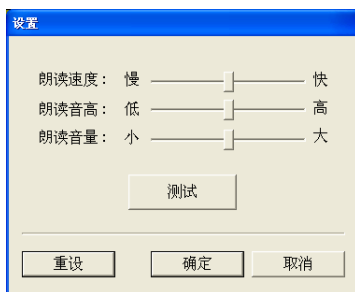 设置
朗读速度： 慢 快
朗读音高： 低 高
朗读音量： 小 大
测试
重设 确定 取消